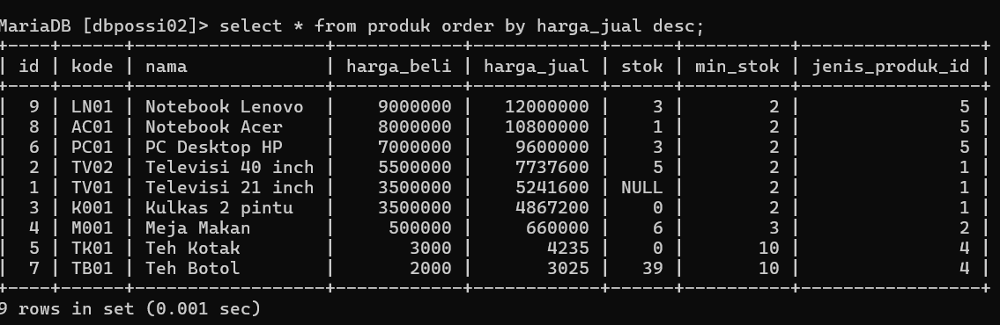 MariaDB [dbpossi02]> select * from produk order by harga_jual desc;
+----+------+------------------+------------+------------+------+----------+-----------------+
| id | kode | nama             | harga_beli | harga_jual | stok | min_stok | jenis_produk_id |
+----+------+------------------+------------+------------+------+----------+-----------------+
|  9 | LN01 | Notebook Lenovo  |    9000000 |   12000000 |    3 |        2 |               5 |
|  8 | AC01 | Notebook Acer    |    8000000 |   10800000 |    1 |        2 |               5 |
|  6 | PC01 | PC Desktop HP    |    7000000 |    9600000 |    3 |        2 |               5 |
|  2 | TV02 | Televisi 40 inch |    5500000 |    7737600 |    5 |        2 |               1 |
|  1 | TV01 | Televisi 21 inch |    3500000 |    5241600 | NULL |        2 |               1 |
|  3 | K001 | Kulkas 2 pintu   |    3500000 |    4867200 |    0 |        2 |               1 |
|  4 | M001 | Meja Makan       |     500000 |     660000 |    6 |        3 |               2 |
|  5 | TK01 | Teh Kotak        |       3000 |       4235 |    0 |       10 |               4 |
|  7 | TB01 | Teh Botol        |       2000 |       3025 |   39 |       10 |               4 |
+----+------+------------------+------------+------------+------+----------+-----------------+
9 rows in set (0.001 sec)